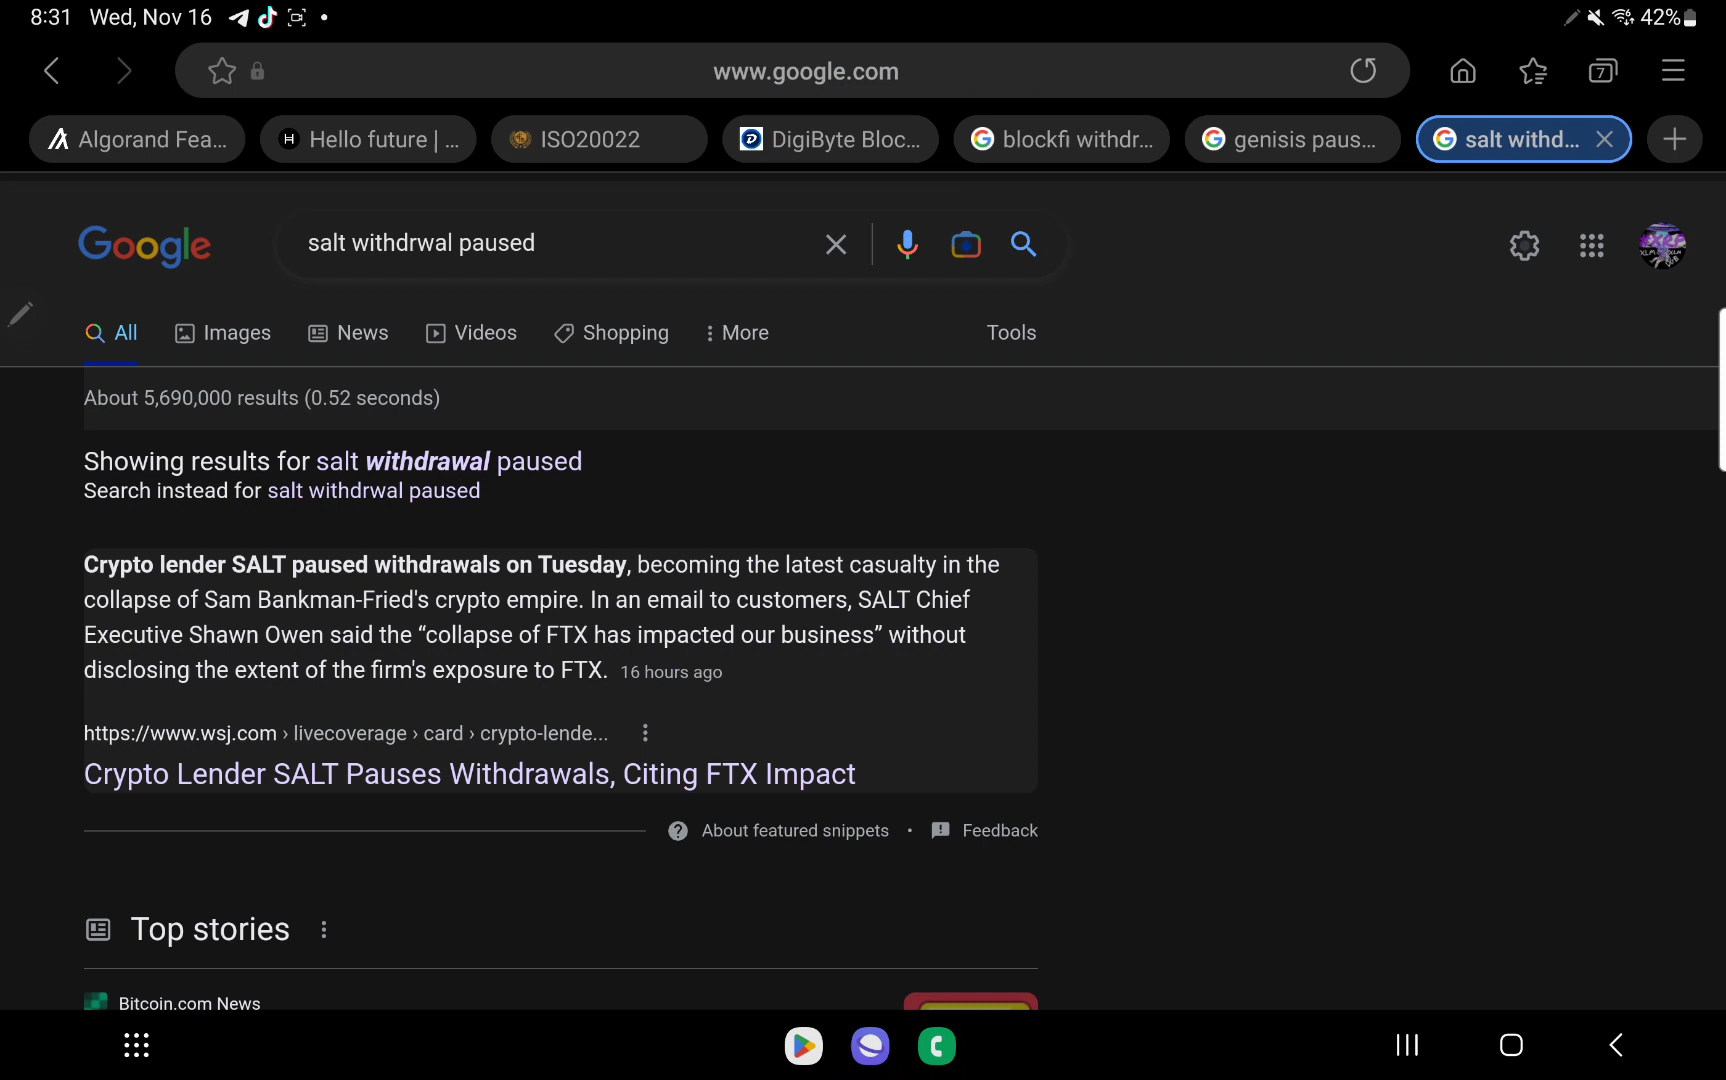 8:31 Wed, Nov 16
42%
www.google.com
7
Algorand Fea...
Hello future | ...
ISO20022
DigiByte Bloc...
blockfi withdr...
genisis paus...
salt withd...
Google
salt withdrwal paused
All
Images
News
Videos
Shopping
More
Tools
About 5,690,000 results (0.52 seconds)
Showing results for salt withdrawal paused
Search instead for salt withdrwal paused
Crypto lender SALT paused withdrawals on Tuesday, becoming the latest casualty in the
collapse of Sam Bankman-Fried's crypto empire. In an email to customers, SALT Chief
Executive Shawn Owen said the “collapse of FTX has impacted our business” without
disclosing the extent of the firm's exposure to FTX. 16 hours ago
https://www.wsj.com › livecoverage › card › crypto-lende...
Crypto Lender SALT Pauses Withdrawals, Citing FTX Impact
About featured snippets • Feedback
Top stories
Bitcoin.com News